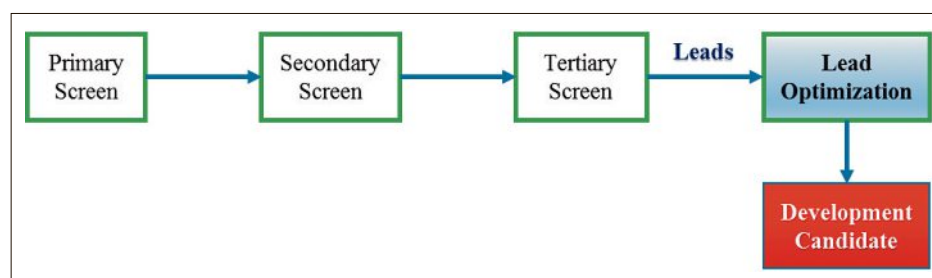 Primary
Screen
Secondary
Screen
Tertiary
Screen
Leads
Lead
Optimization
Development
Candidate